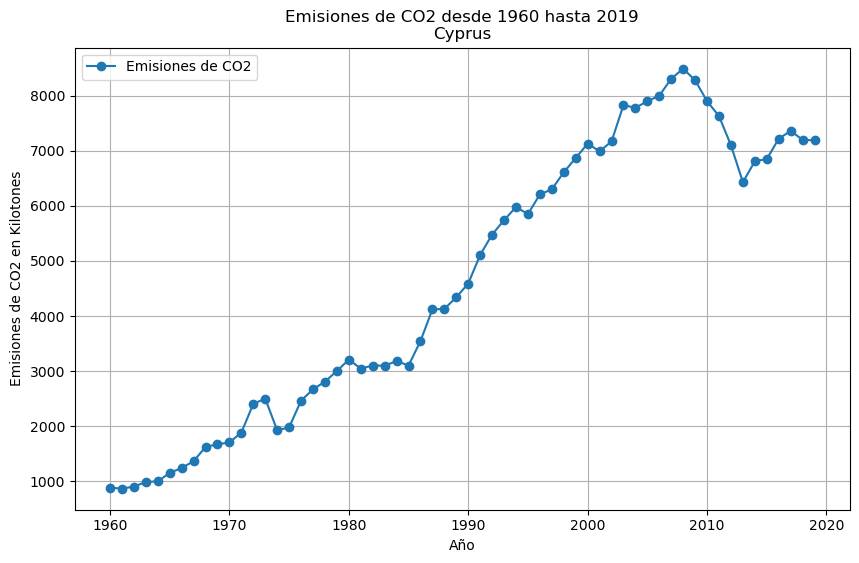 Emisiones de CO2 desde 1960 hasta 2019
Cyprus
Emisiones de CO2
Emisiones de CO2 en Kilotones
8000
7000
6000
5000
4000
3000
2000
1000
1960 1970 1980 1990 2000 2010 2020
Año